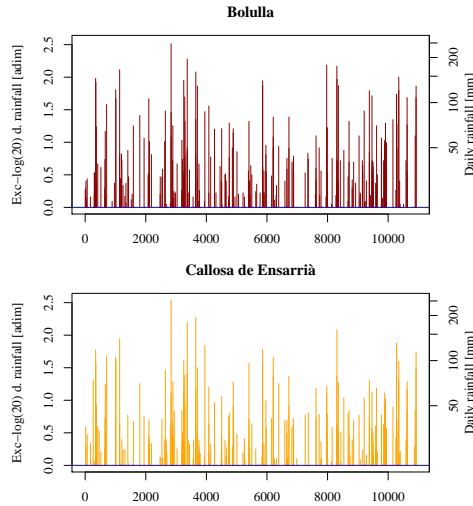 Bolulla
Exc−log(20) d. rainfall [adim]
2.5
2.0
1.5
1.0
0.5
0.0
200
100
50
Daily rainfall [mm]
0 2000 4000 6000 8000 10000
Callosa de Ensarrià
Exc−log(20) d. rainfall [adim]
2.5
2.0
1.5
1.0
0.5
0.0
200
100
50
Daily rainfall [mm]
0 2000 4000 6000 8000 10000